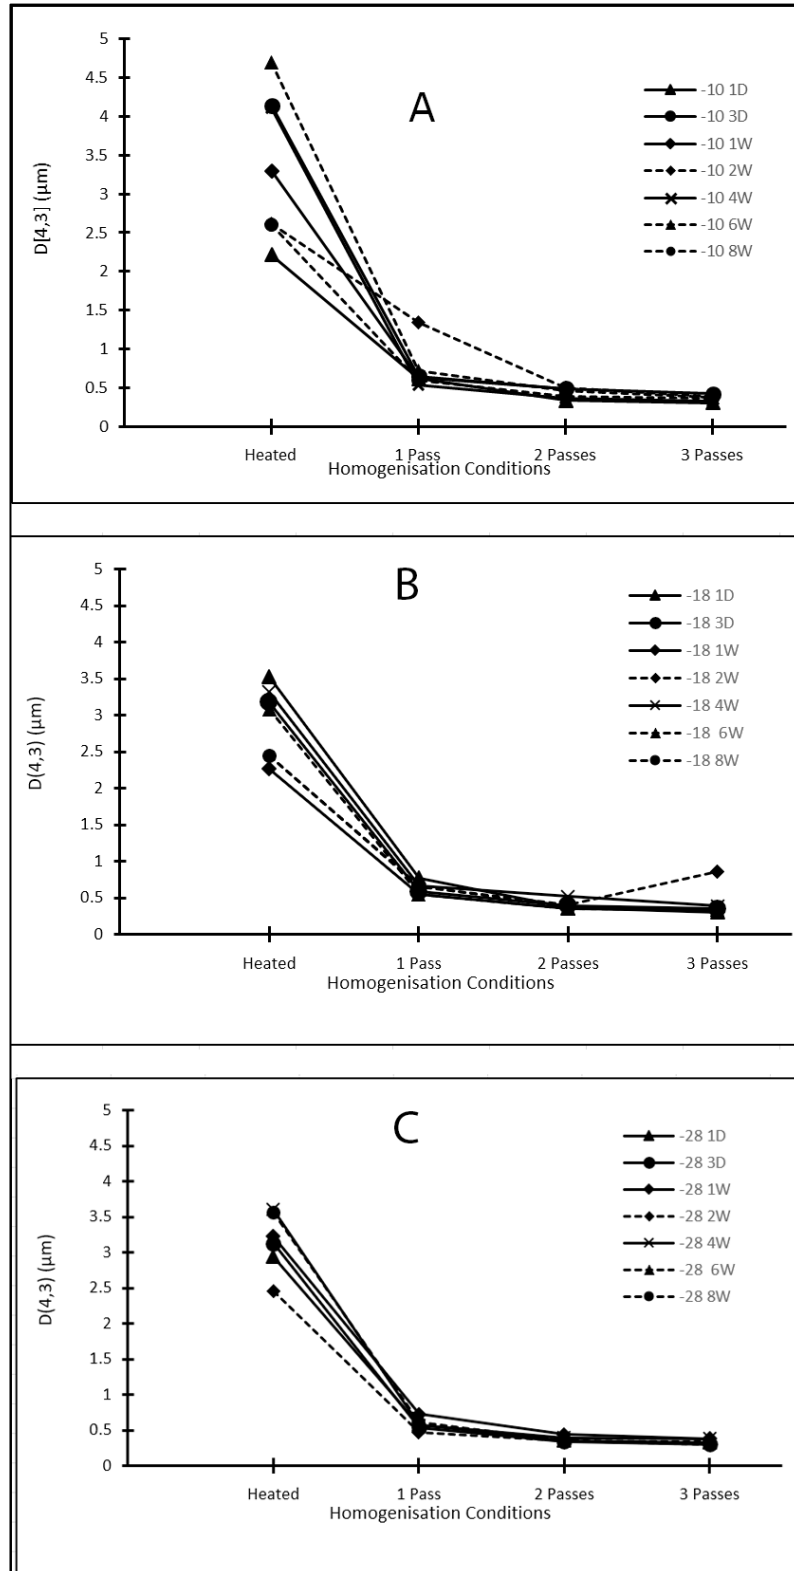 A
5
4.5
4
3.5
3
2.5
2
1.5
1
0.5
0
D[4,3] (µm)
-10 1D
-10 3D
-10 1W
-10 2W
-10 4W
-10 6W
-10 8W
Heated 1 Pass 2 Passes 3 Passes
Homogenisation Conditions
B
5
4.5
4
3.5
3
2.5
2
1.5
1
0.5
0
D(4,3) (µm)
-18 1D
-18 3D
-18 1W
-18 2W
-18 4W
-18 6W
-18 8W
Heated 1 Pass 2 Passes 3 Passes
Homogenisation Conditions
C
5
4.5
4
3.5
3
2.5
2
1.5
1
0.5
0
D(4,3) (µm)
-28 1D
-28 3D
-28 1W
-28 2W
-28 4W
-28 6W
-28 8W
Heated 1 Pass 2 Passes 3 Passes
Homogenisation Conditions